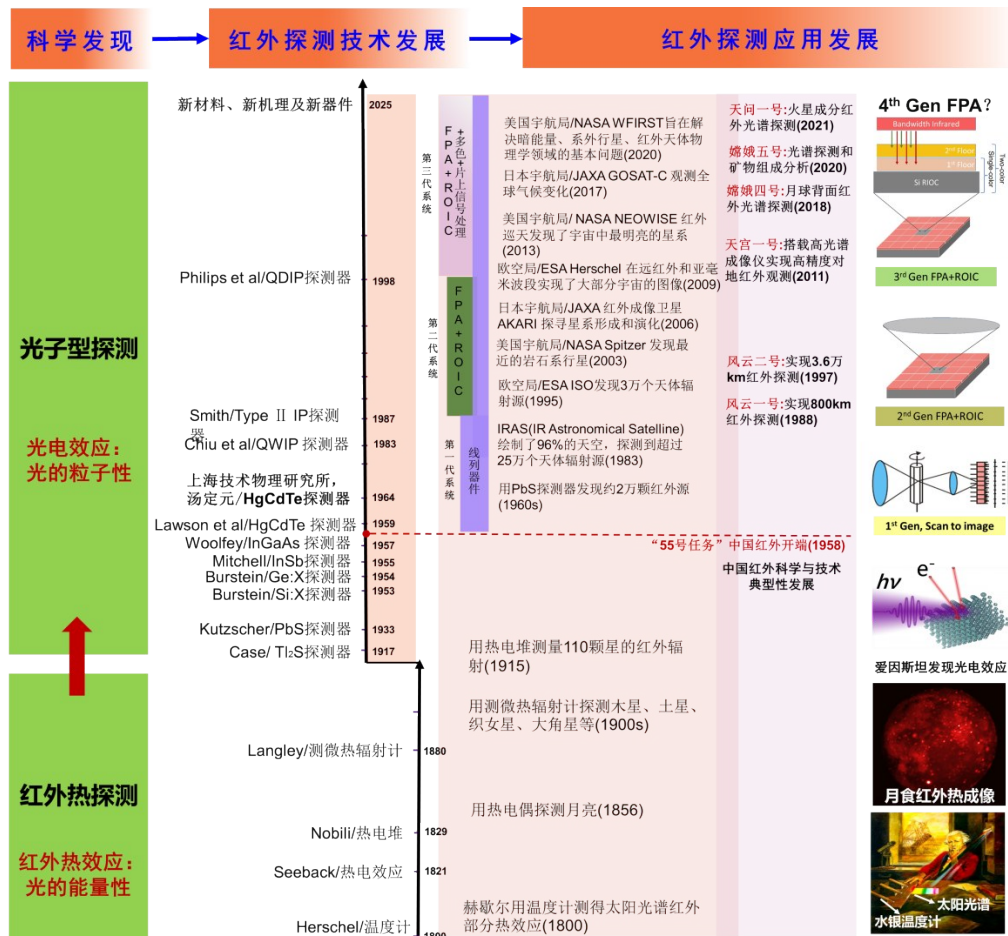 科学发现
红外探测技术发展
红外探测应用发展
光子型探测
光电效应：
光的粒子性
红外热探测
红外热效应：
光的能量性
新材料、新机理及新器件
2025
Philips et al/QDIP探测器
1998
Smith/Type Ⅱ IP探测
器
1987
Chiu et al/QWIP 探测器
1983
上海技术物理研究所，
汤定元/HgCdTe探测器
1964
Lawson et al/HgCdTe 探测器
1959
Woolfey/InGaAs 探测器
1957
Mitchell/InSb探测器
1955
Burstein/Ge:X探测器
1954
Burstein/Si:X探测器
1953
Kutzscher/PbS探测器
1933
Case/ Tl₂S探测器
1917
Langley/测微热辐射计
1880
Nobili/热电堆
1829
Seeback/热电效应
1821
Herschel/温度计
1800
第三代系统
FPA+ROIC
+多色+片上信号处理
第二代系统
FPA+ROIC
第一代系统
线列器件
美国宇航局/NASA WFIRST旨在解
决暗能量、系外行星、红外天体物
理学领域的基本问题(2020)
日本宇航局/JAXA GOSAT-C 观测全
球气候变化(2017)
美国宇航局/ NASA NEOWISE 红外
巡天发现了宇宙中最明亮的星系
(2013)
欧空局/ESA Herschel 在远红外和亚毫
米波段实现了大部分宇宙的图像(2009)
日本宇航局/JAXA 红外成像卫星
AKARI 探寻星系形成和演化(2006)
美国宇航局/NASA Spitzer 发现最
近的岩石系行星(2003)
欧空局/ESA ISO发现3万个天体辐
射源(1995)
IRAS(IR Astronomical Satelline)
绘制了96%的天空，探测到超过
25万个天体辐射源(1983)
用PbS探测器发现约2万颗红外源
(1960s)
用热电堆测量110颗星的红外辐
射(1915)
用测微热辐射计探测木星、土星、
织女星、大角星等(1900s)
用热电偶探测月亮(1856)
赫歇尔用温度计测得太阳光谱红外
部分热效应(1800)
天问一号:火星成分红
外光谱探测(2021)
嫦娥五号:光谱探测和
矿物组成分析(2020)
嫦娥四号:月球背面红
外光谱探测(2018)
天宫一号:搭载高光谱
成像仪实现高精度对
地红外观测(2011)
风云二号:实现3.6万
km红外探测(1997)
风云一号:实现800km
红外探测(1988)
“55号任务”中国红外开端(1958)
中国红外科学与技术
典型性发展
4th Gen FPA？
Bandwidth Infrared
2nd Floor
1st Floor
Si RIOC
Single-color
Two-color
3rd Gen FPA+ROIC
2nd Gen FPA+ROIC
1st Gen, Scan to image
hν
e⁻
爱因斯坦发现光电效应
月食红外热成像
太阳光谱
水银温度计